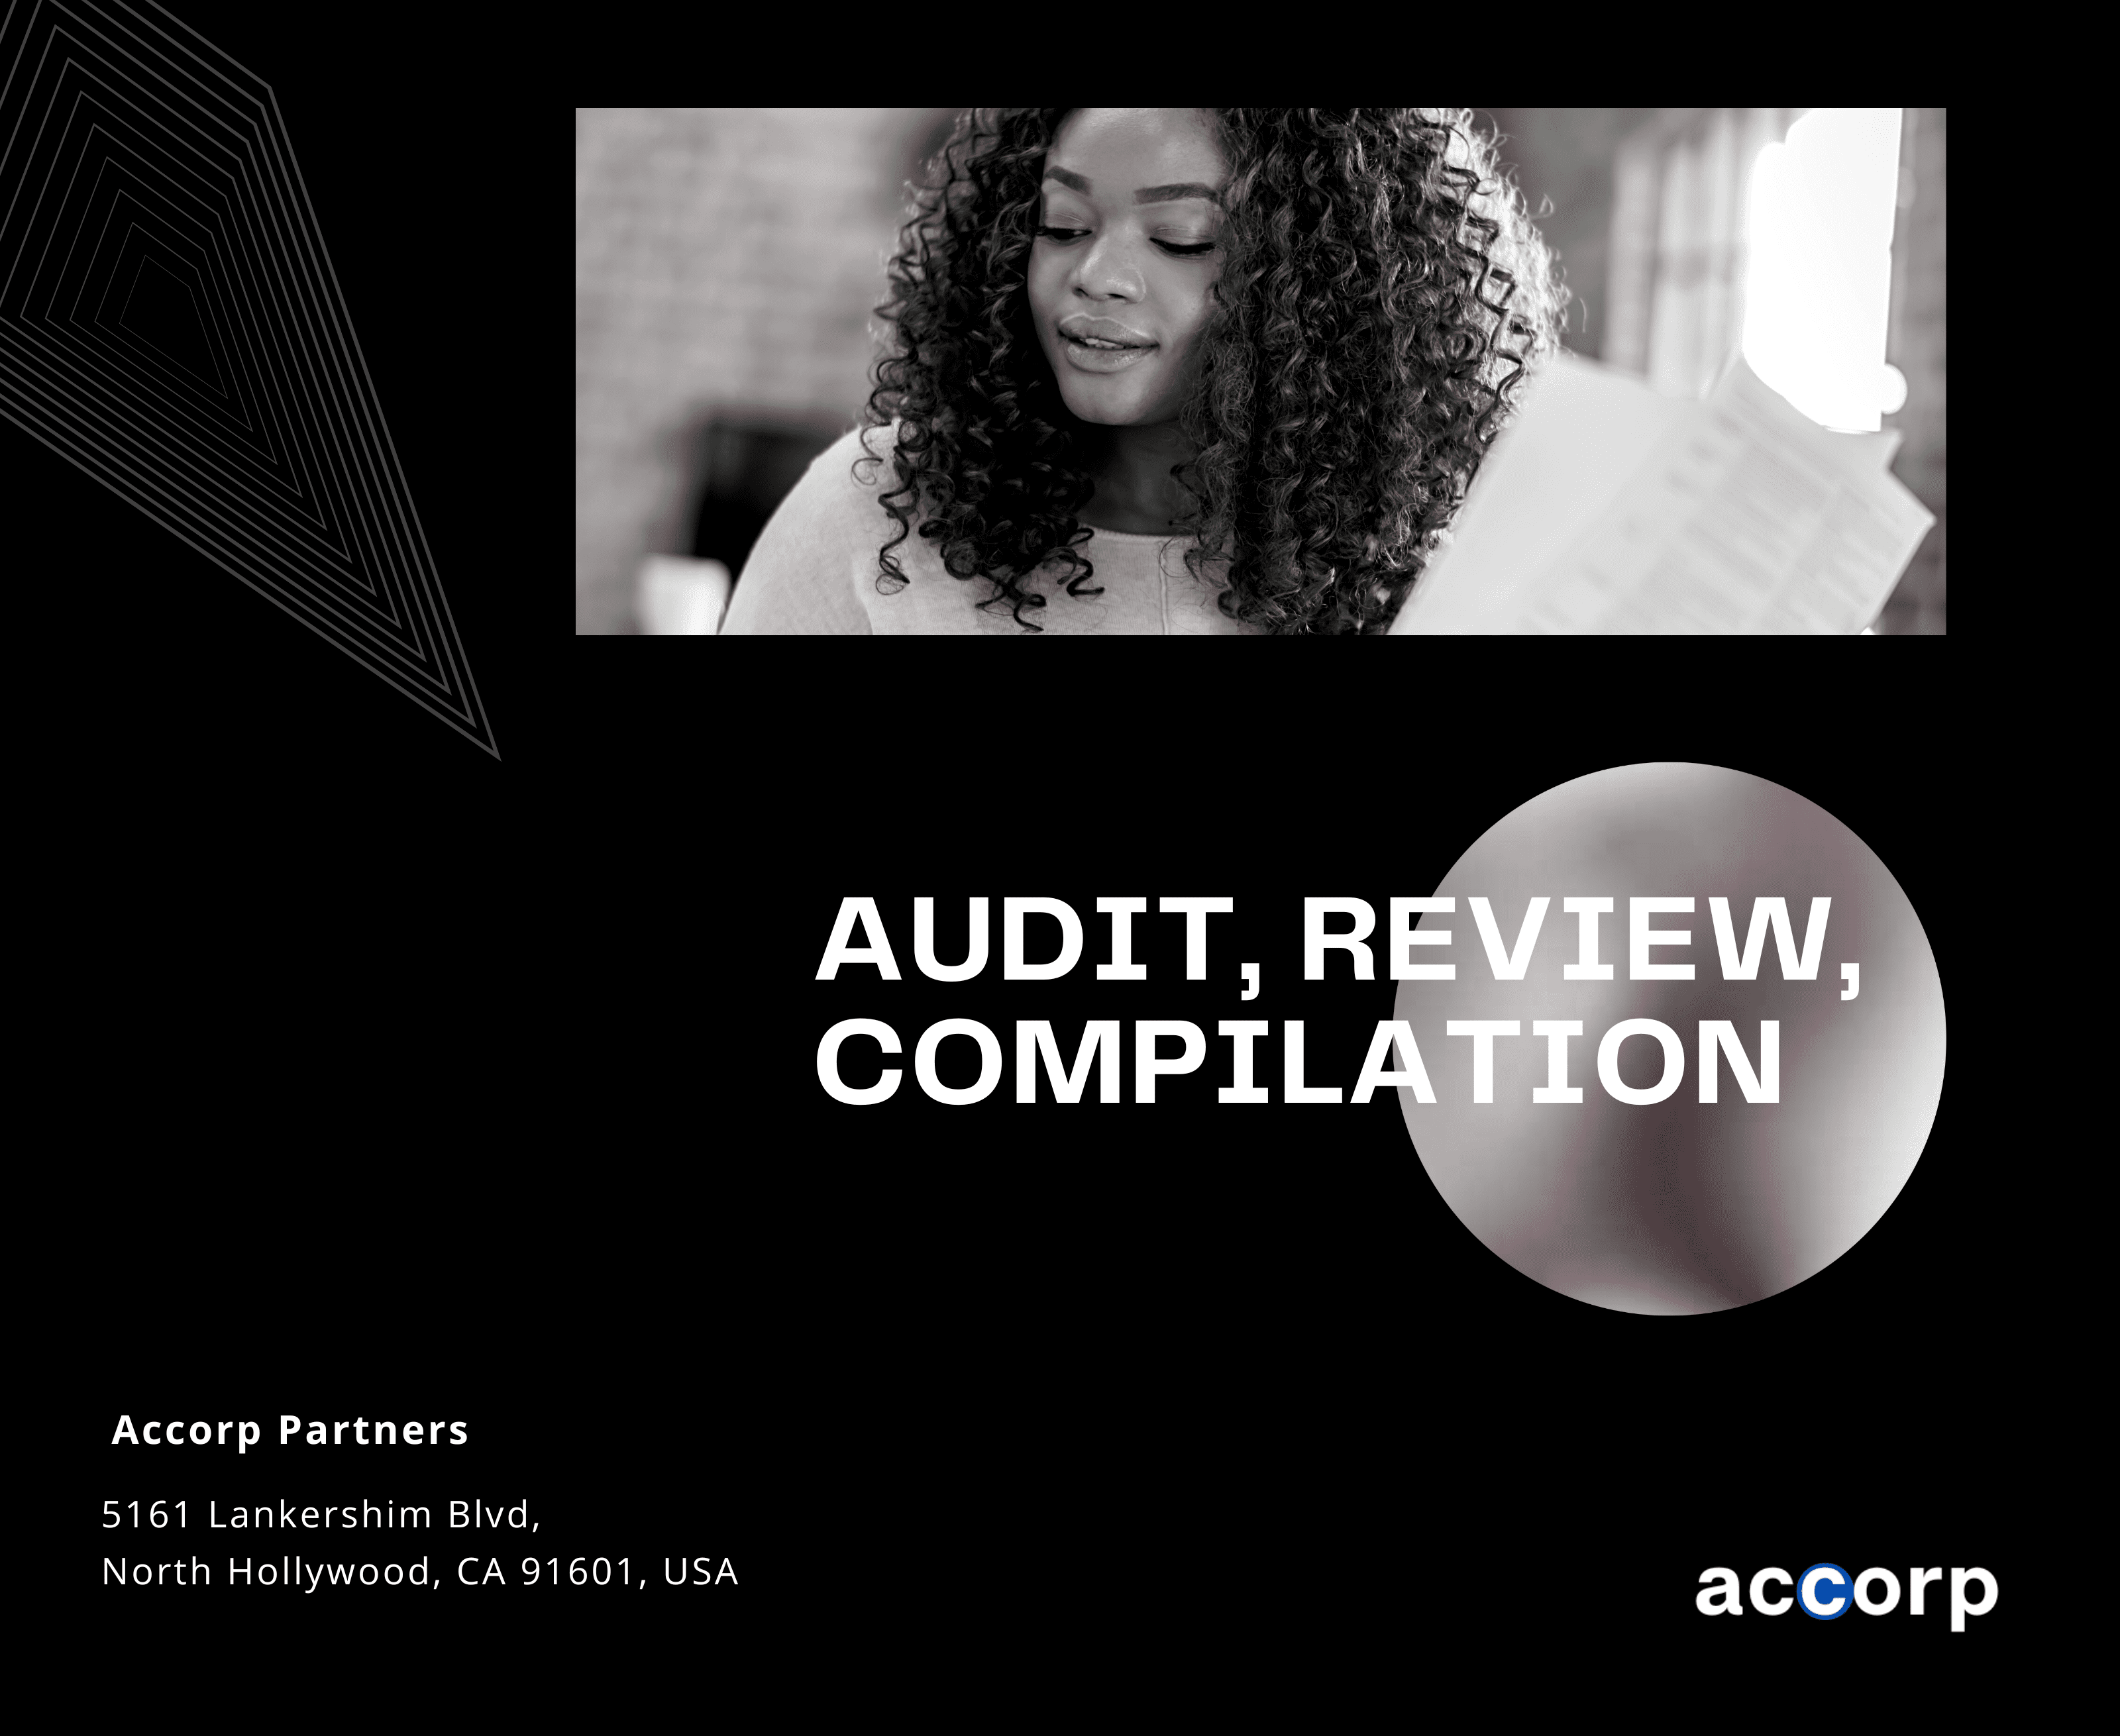 AUDIT, REVIEW,
COMPILATION
Accorp Partners
5161 Lankershim Blvd,
North Hollywood, CA 91601, USA
accorp